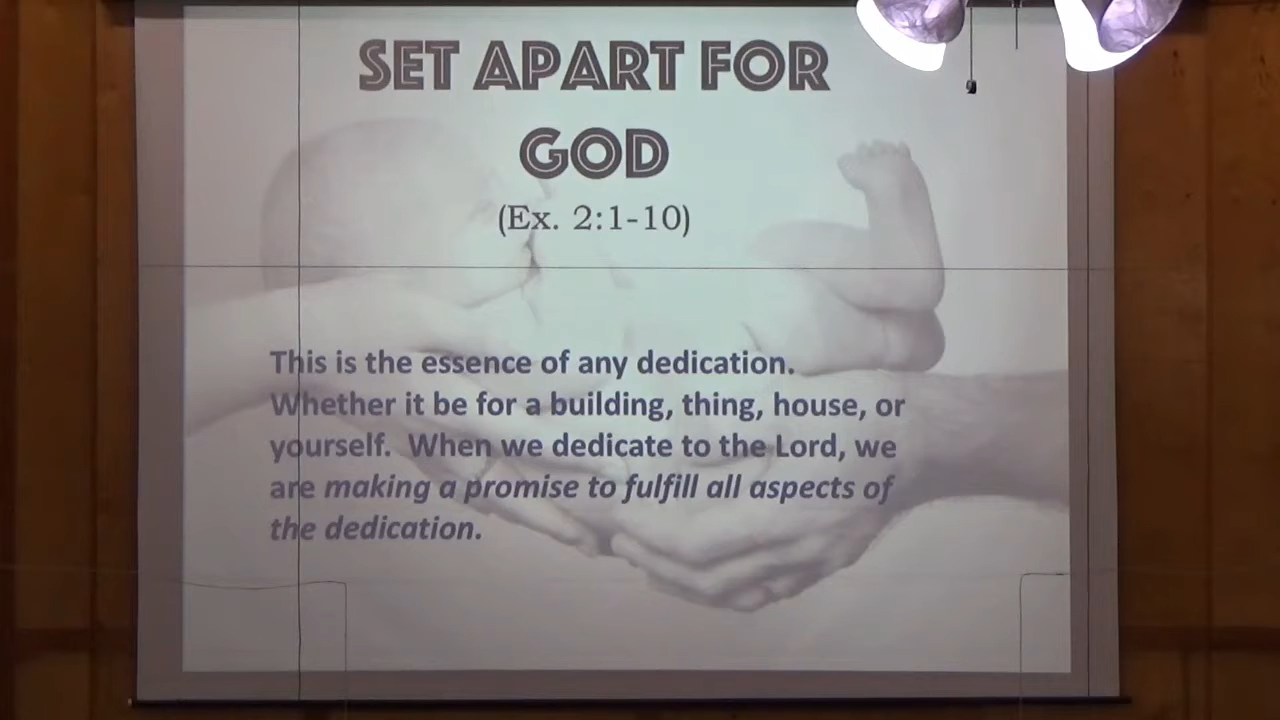 SET APART FOR
GOD
(Ex. 2:1-10)
This is the essence of any dedication.
Whether it be for a building, thing, house, or
yourself.  When we dedicate to the Lord, we
are making a promise to fulfill all aspects of
the dedication.